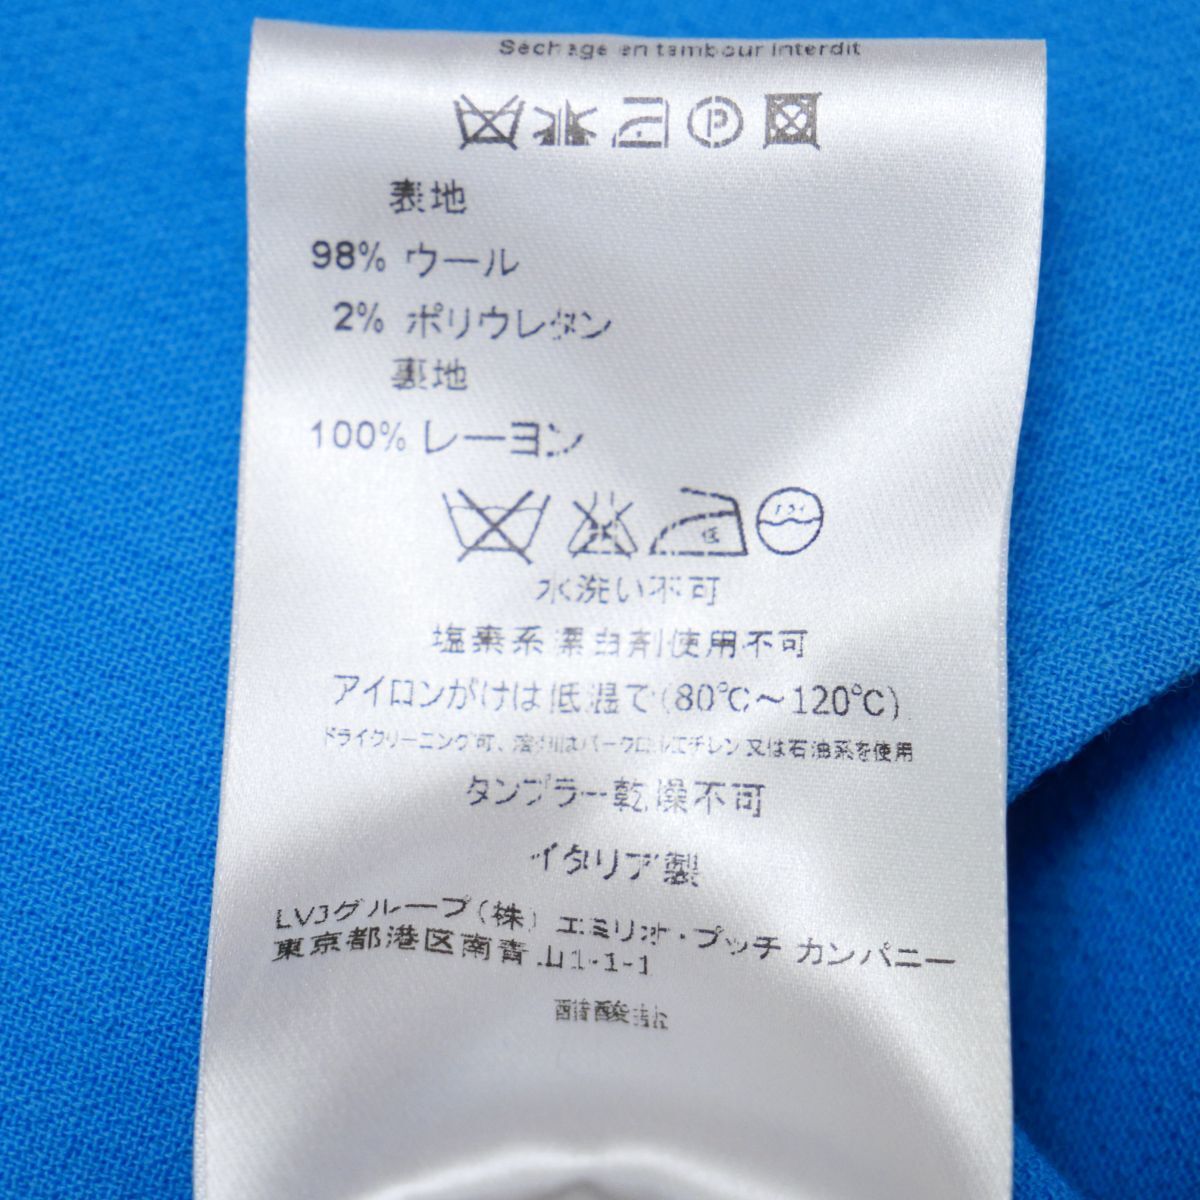 Séchage en tambour interdit
P
表地
98% ウール
2% ポリウレタン
裏地
100% レーヨン
低
水洗い不可
塩素系漂白剤使用不可
アイロンがけは低温で(80℃～120℃)
ドライクリーニング可、溶剤はパークロルエチレン又は石油系を使用
タンブラー乾燥不可
イタリア製
LVJグループ(株) エミリオ・プッチ カンパニー
東京都港区南青山1-1-1